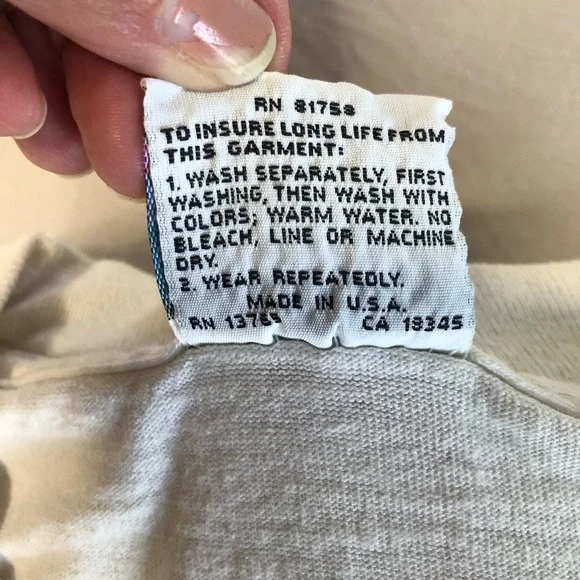 RN 81758
TO INSURE LONG LIFE FROM
THIS GARMENT:
1. WASH SEPARATELY, FIRST
WASHING, THEN WASH WITH
COLORS; WARM WATER. NO
BLEACH, LINE OR MACHINE
DRY.
2. WEAR REPEATEDLY.
MADE IN U.S.A.
RN 13765 CA 18345